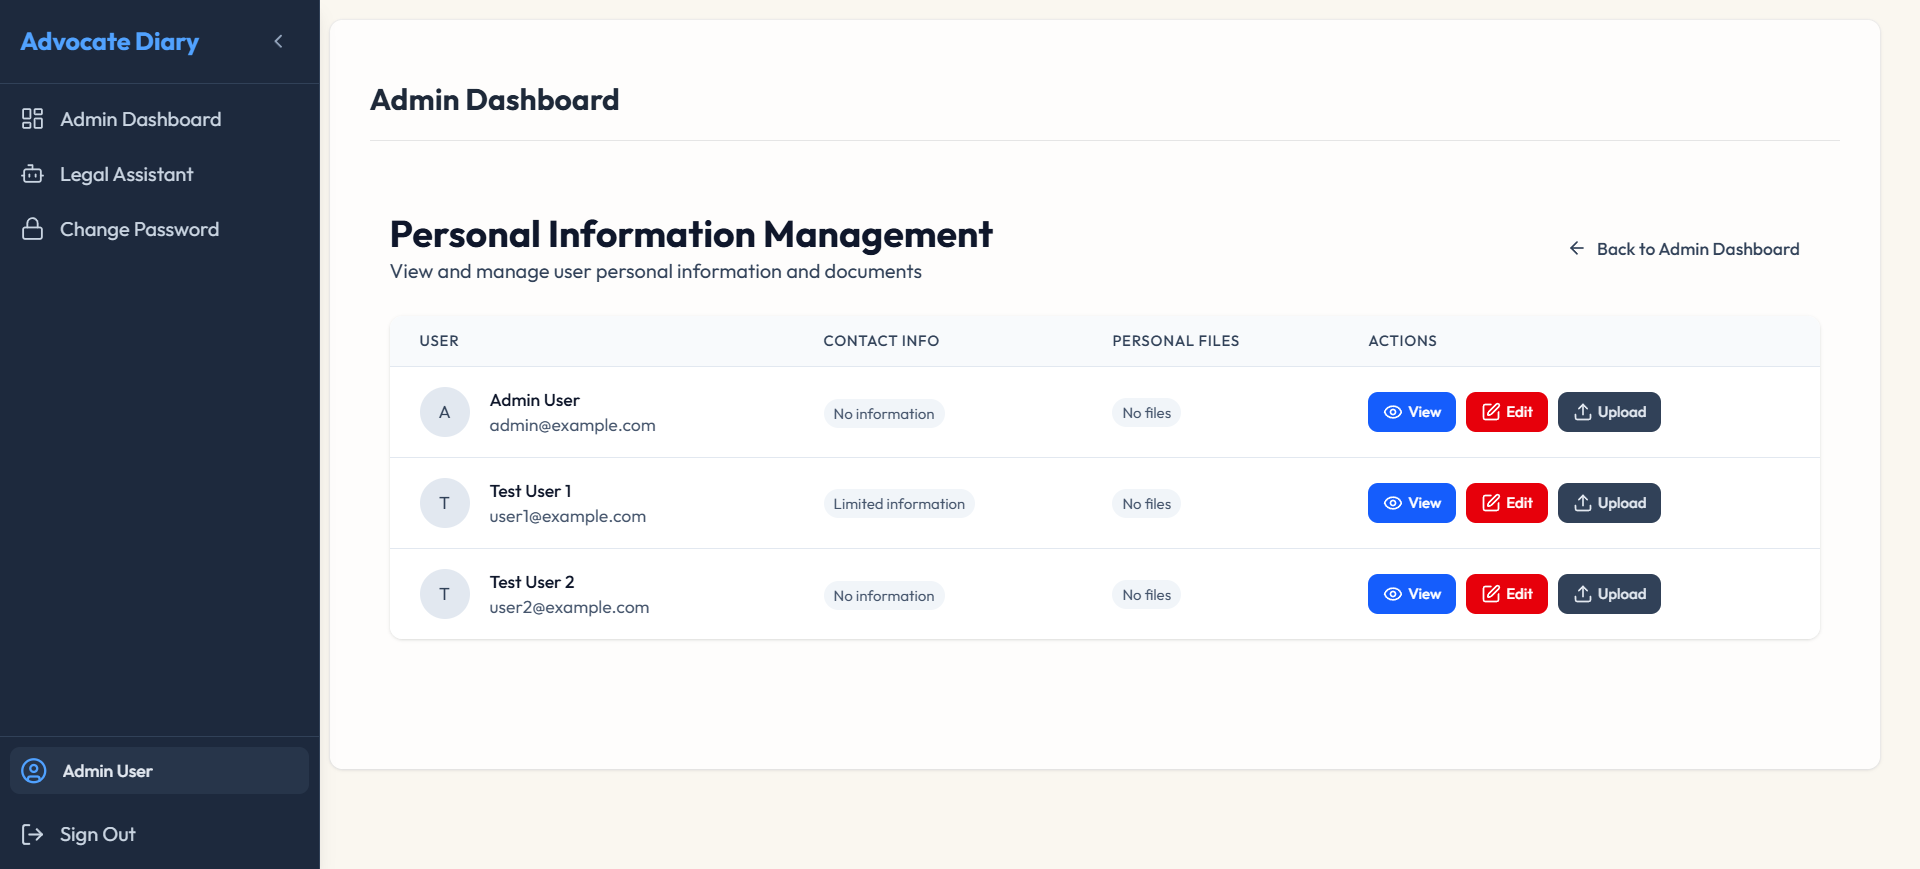 Advocate Diary
Admin Dashboard
Legal Assistant
Change Password
Admin User
Sign Out
Admin Dashboard
Personal Information Management
View and manage user personal information and documents
Back to Admin Dashboard
USER CONTACT INFO PERSONAL FILES ACTIONS
A Admin User No information No files View Edit Upload
admin@example.com
T Test User 1 Limited information No files View Edit Upload
user1@example.com
T Test User 2 No information No files View Edit Upload
user2@example.com